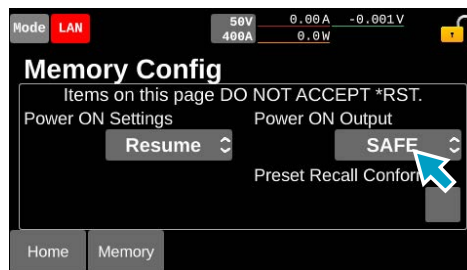 Mode LAN 50V 0.00A -0.001V
400A 0.0W
Memory Config
Items on this page DO NOT ACCEPT *RST.
Power ON Settings Power ON Output
Resume SAFE
Preset Recall
Home Memory